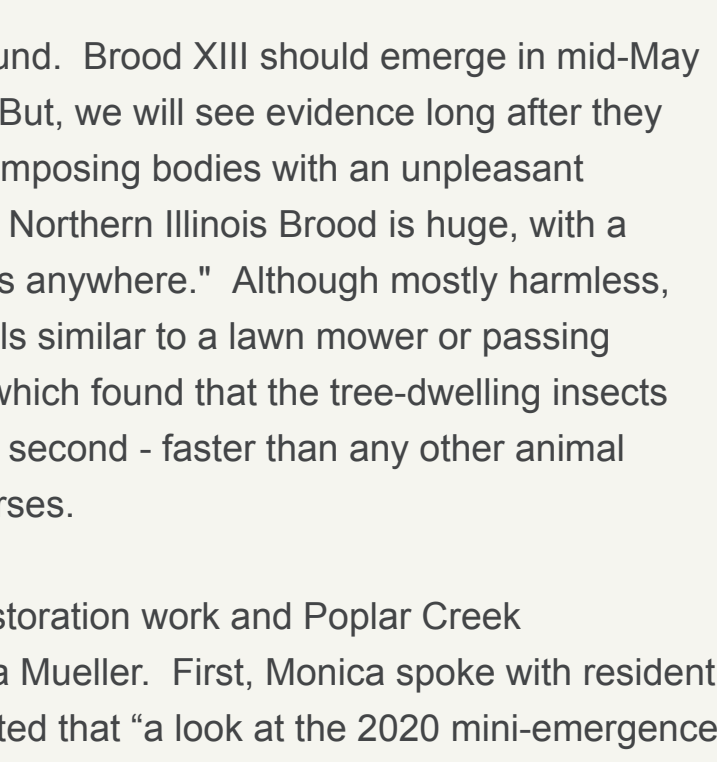 und.  Brood XIII should emerge in mid-May
But, we will see evidence long after they
mposing bodies with an unpleasant
Northern Illinois Brood is huge, with a
s anywhere."  Although mostly harmless,
ls similar to a lawn mower or passing
which found that the tree-dwelling insects
second - faster than any other animal
rses.

storation work and Poplar Creek
a Mueller.  First, Monica spoke with resident
ted that “a look at the 2020 mini-emergence